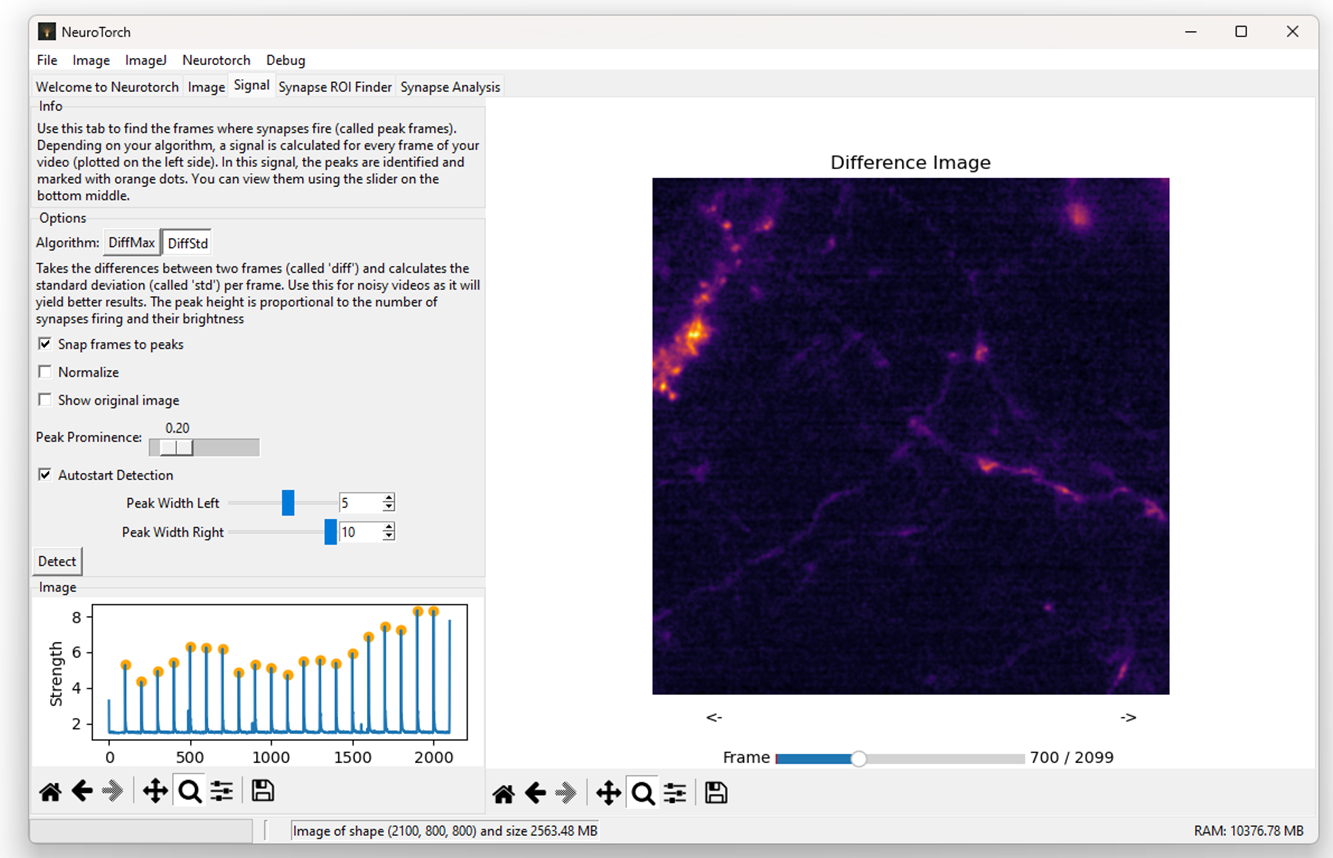 NeuroTorch
File Image ImageJ Neurotorch Debug
Welcome to Neurotorch Image Signal Synapse ROI Finder Synapse Analysis
Info
Use this tab to find the frames where synapses fire (called peak frames).
Depending on your algorithm, a signal is calculated for every frame of your
video (plotted on the left side). In this signal, the peaks are identified and
marked with orange dots. You can view them using the slider on the
bottom middle.
Options
Algorithm: DiffMax DiffStd
Takes the differences between two frames (called 'diff') and calculates the
standard deviation (called 'std') per frame. Use this for noisy videos as it will
yield better results. The peak height is proportional to the number of
synapses firing and their brightness
Snap frames to peaks
Normalize
Show original image
0.20
Peak Prominence:
Autostart Detection
Peak Width Left 5
Peak Width Right 10
Detect
Image
8
6
4
2
Strength
0 500 1000 1500 2000
Difference Image
<- ->
Frame 700 / 2099
Image of shape (2100, 800, 800) and size 2563.48 MB
RAM: 10376.78 MB